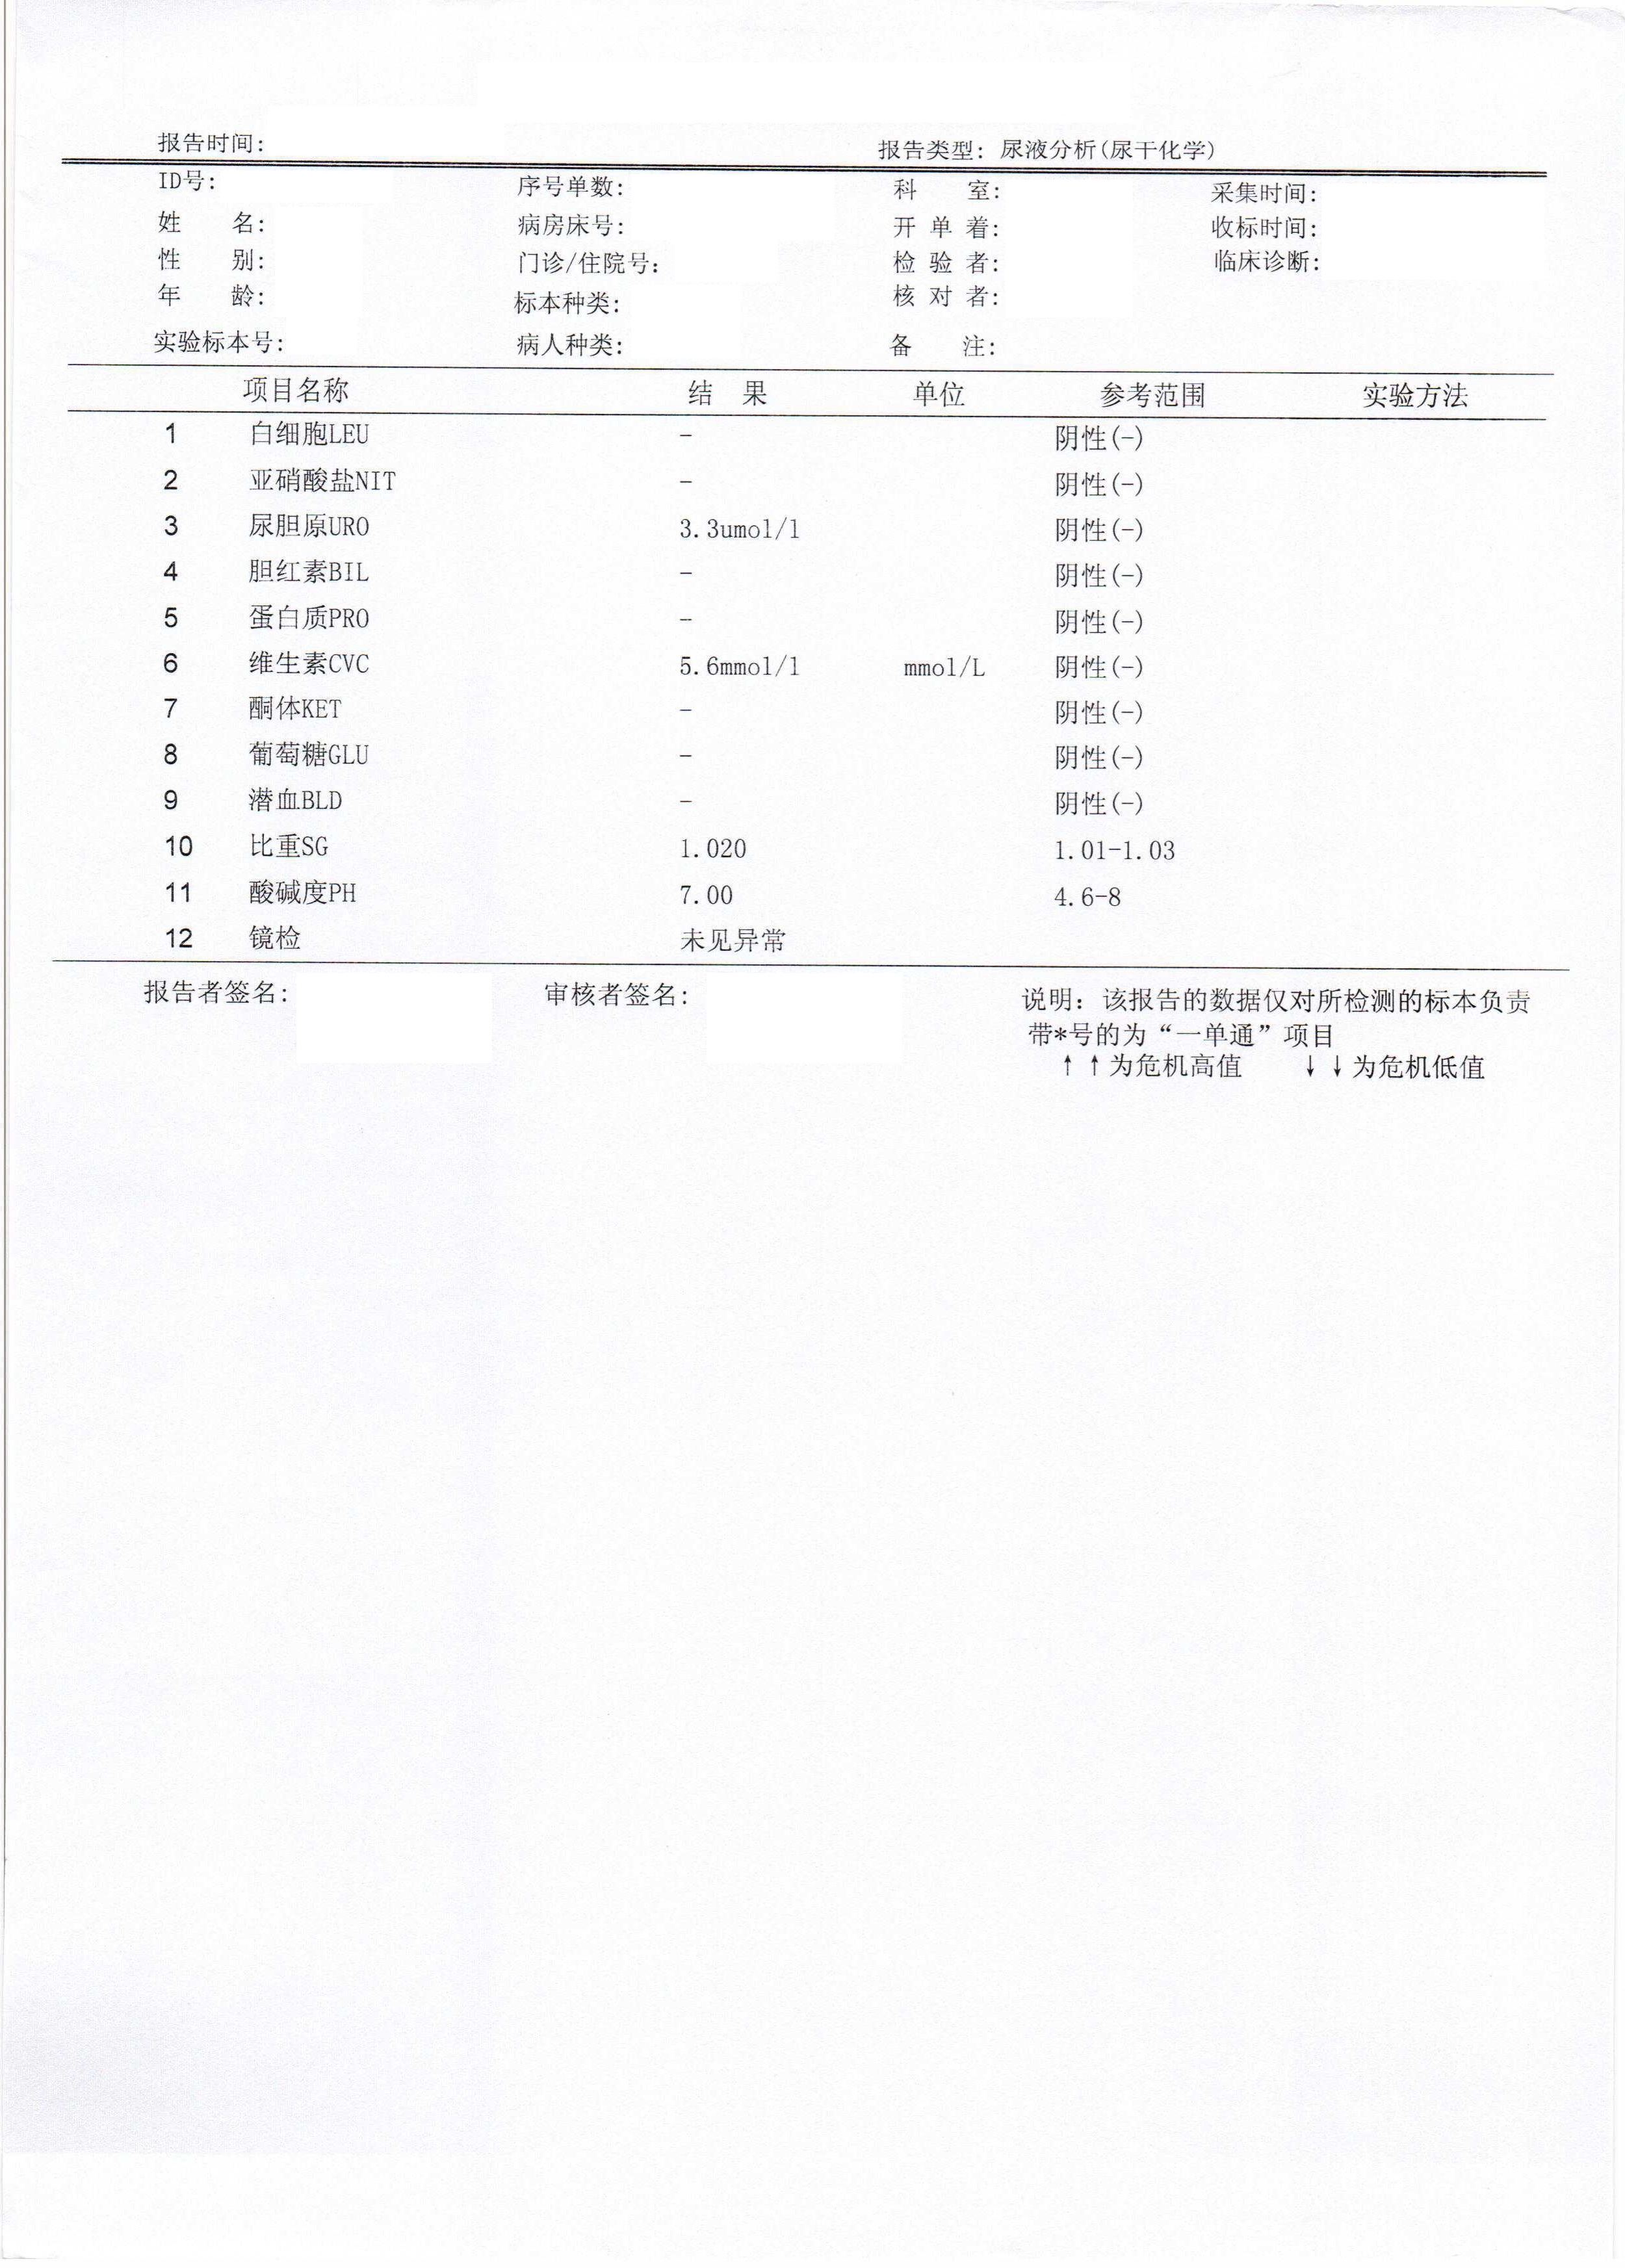 报告时间: 报告类型: 尿液分析(尿干化学)
ID号: 序号单数: 科 室: 采集时间:
姓 名: 病房床号: 开 单 着: 收标时间:
性 别: 门诊/住院号: 检 验 者: 临床诊断:
年 龄: 标本种类: 核 对 者:
实验标本号: 病人种类: 备 注:
项目名称 结 果 单位 参考范围 实验方法
1 白细胞LEU - 阴性(-)
2 亚硝酸盐NIT - 阴性(-)
3 尿胆原URO 3.3umol/l 阴性(-)
4 胆红素BIL - 阴性(-)
5 蛋白质PRO - 阴性(-)
6 维生素CVC 5.6mmol/l mmol/L 阴性(-)
7 酮体KET - 阴性(-)
8 葡萄糖GLU - 阴性(-)
9 潜血BLD - 阴性(-)
10 比重SG 1.020 1.01-1.03
11 酸碱度PH 7.00 4.6-8
12 镜检 未见异常
报告者签名: 审核者签名: 说明: 该报告的数据仅对所检测的标本负责
带*号的为“一单通”项目
↑↑为危机高值 ↓↓为危机低值